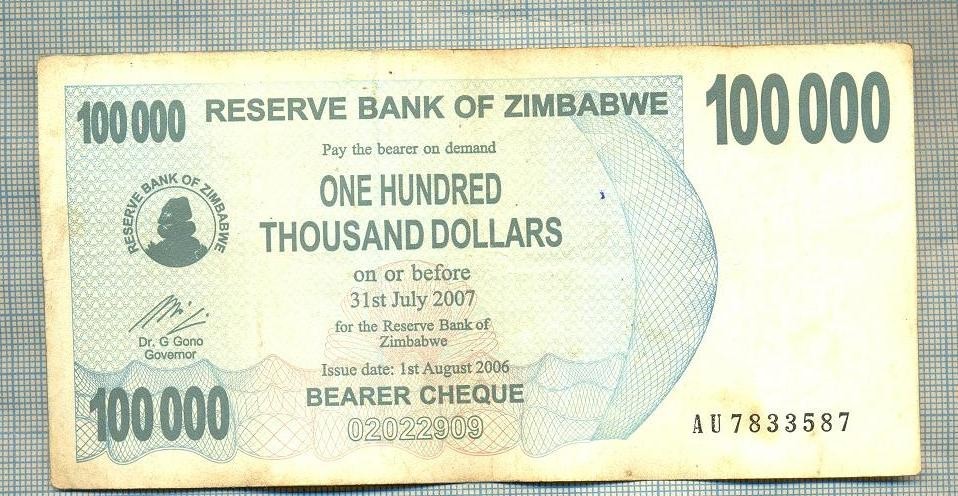 100 000 RESERVE BANK OF ZIMBABWE 100 000
Pay the bearer on demand
ONE HUNDRED
THOUSAND DOLLARS
RESERVE BANK OF ZIMBABWE
on or before
31st July 2007
for the Reserve Bank of
Zimbabwe
Dr. G Gono
Governor
Issue date: 1st August 2006
BEARER CHEQUE
100 000
02022909
AU7833587